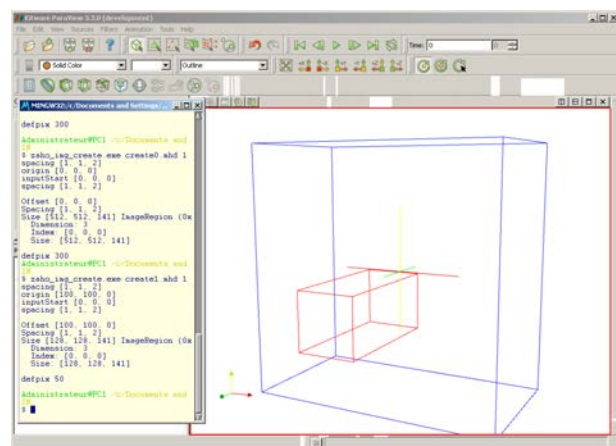 Kitware ParaView 3.3.0 (development)
File Edit View Sources Filters Animation Tools Help
Time: 0
Solid Color
Outline
MINGW32:/c/Documents and Settings/...
defpix 300
Administrateur@PC1 /c/Documents and
$ zaho_img_create.exe create0.mhd 1
spacing [1, 1, 2]
origin [0, 0, 0]
inputStart [0, 0, 0]
spacing [1, 1, 2]
Offset [0, 0, 0]
Spacing [1, 1, 2]
Size [512, 512, 141] ImageRegion (0x
Dimension: 3
Index: [0, 0, 0]
Size: [512, 512, 141]
defpix 300
Administrateur@PC1 /c/Documents and
$ zaho_img_create.exe create1.mhd 1
spacing [1, 1, 2]
origin [100, 100, 0]
inputStart [0, 0, 0]
spacing [1, 1, 2]
Offset [100, 100, 0]
Spacing [1, 1, 2]
Size [128, 128, 141] ImageRegion (0x
Dimension: 3
Index: [0, 0, 0]
Size: [128, 128, 141]
defpix 50
Administrateur@PC1 /c/Documents and
$